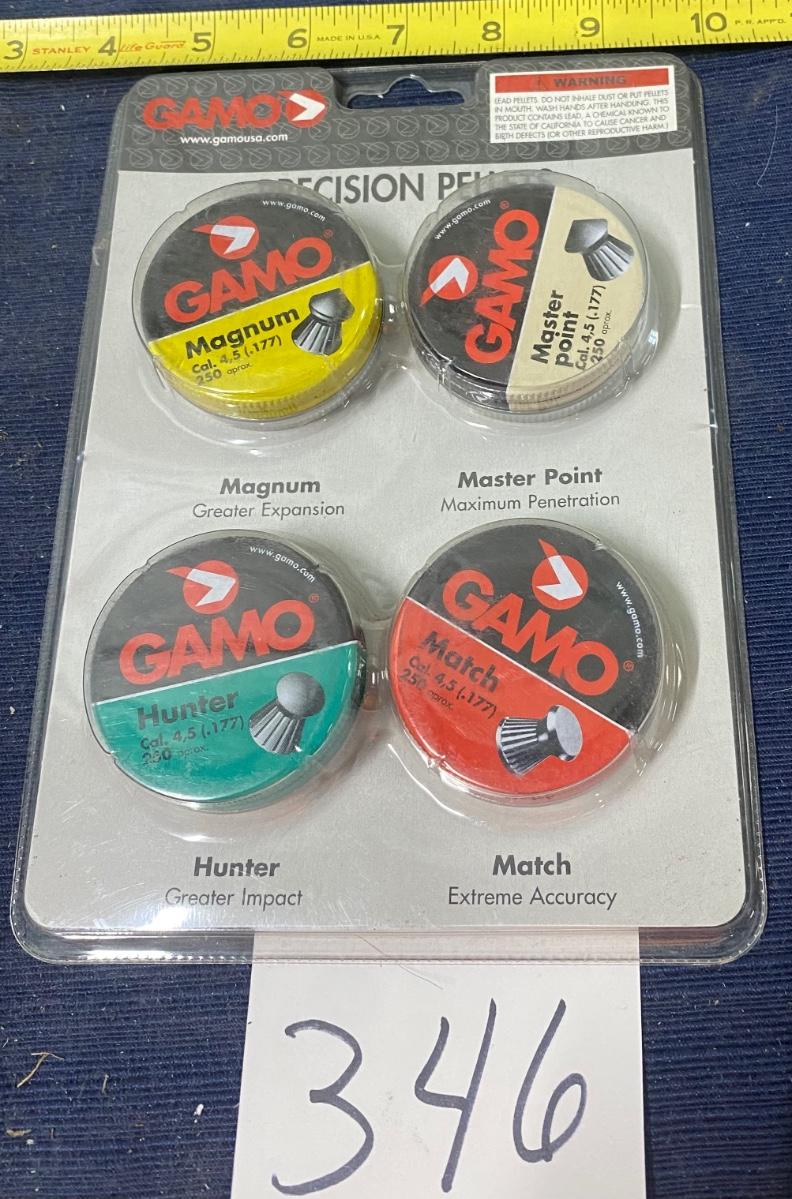 3 STANLEY 4 Life Guard 5 6 MADE IN U.S.A. 7 8 9 10 P.R. APP'D.
GAMO
www.gamousa.com
WARNING
LEAD PELLETS. DO NOT INHALE DUST OR PUT PELLETS
IN MOUTH. WASH HANDS AFTER HANDLING. THIS
PRODUCT CONTAINS LEAD, A CHEMICAL KNOWN TO
THE STATE OF CALIFORNIA TO CAUSE CANCER AND
BIRTH DEFECTS (OR OTHER REPRODUCTIVE HARM.)
www.gamo.com
GAMO®
Magnum
Cal. 4,5 (.177)
250 aprox.
www.gamo.com
GAMO®
Master
point
Cal. 4,5 (.177)
250 aprox.
Magnum
Greater Expansion
Master Point
Maximum Penetration
www.gamo.com
GAMO®
Hunter
Cal. 4,5 (.177)
250 aprox.
www.gamo.com
GAMO®
Match
Cal. 4,5 (.177)
250 aprox.
Hunter
Greater Impact
Match
Extreme Accuracy
346